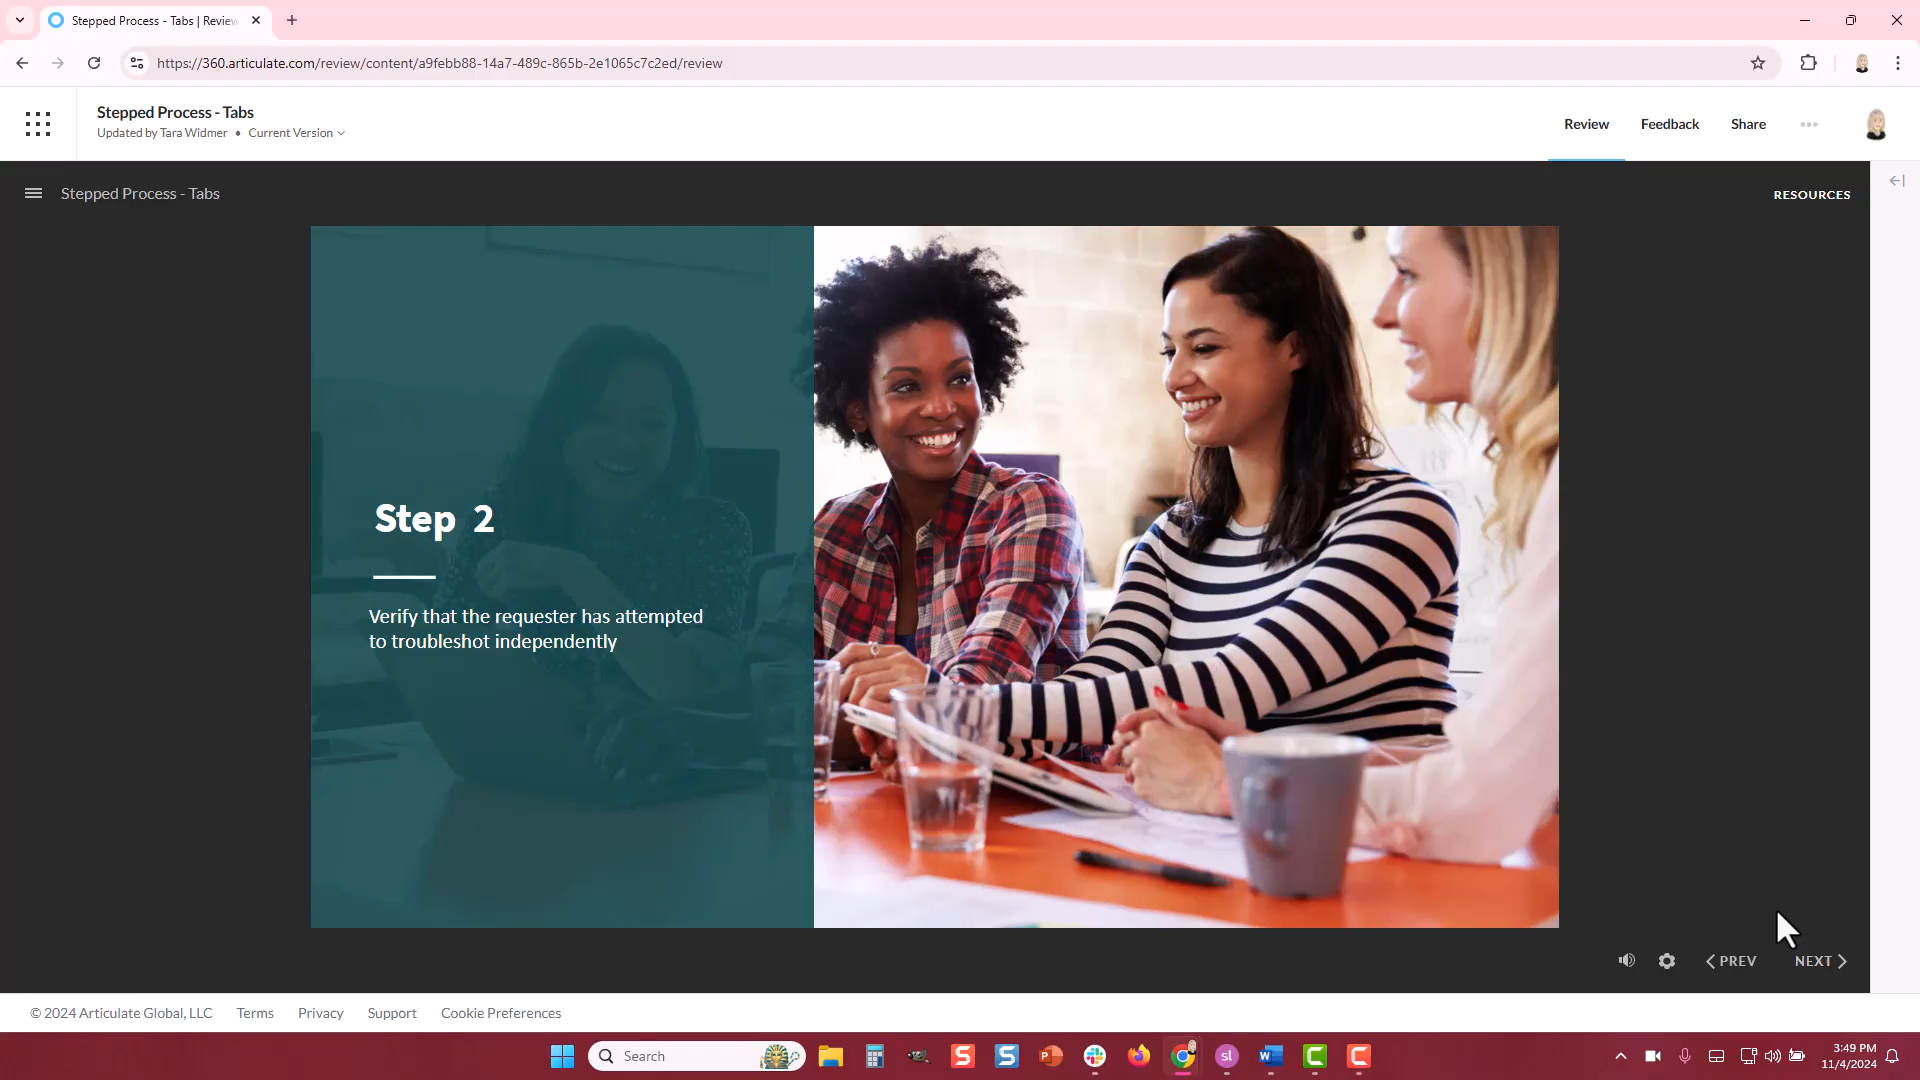 Stepped Process - Tabs | Review
https://360.articulate.com/review/content/a9febb88-14a7-489c-865b-2e1065c7c2ed/review
Stepped Process - Tabs
Updated by Tara Widmer • Current Version
Review
Feedback
Share
Stepped Process - Tabs
RESOURCES
Step 2
Verify that the requester has attempted
to troubleshot independently
PREV
NEXT
© 2024 Articulate Global, LLC
Terms
Privacy
Support
Cookie Preferences
Search
S
S
P
sl
W
C
C
3:49 PM
11/4/2024